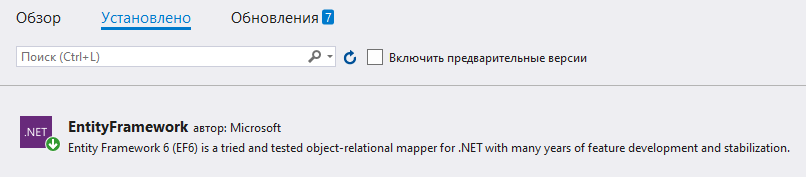 Обзор Установлено Обновления 7
Поиск (Ctrl+L) Включить предварительные версии
.NET EntityFramework автор: Microsoft
Entity Framework 6 (EF6) is a tried and tested object-relational mapper for .NET with many years of feature development and stabilization.